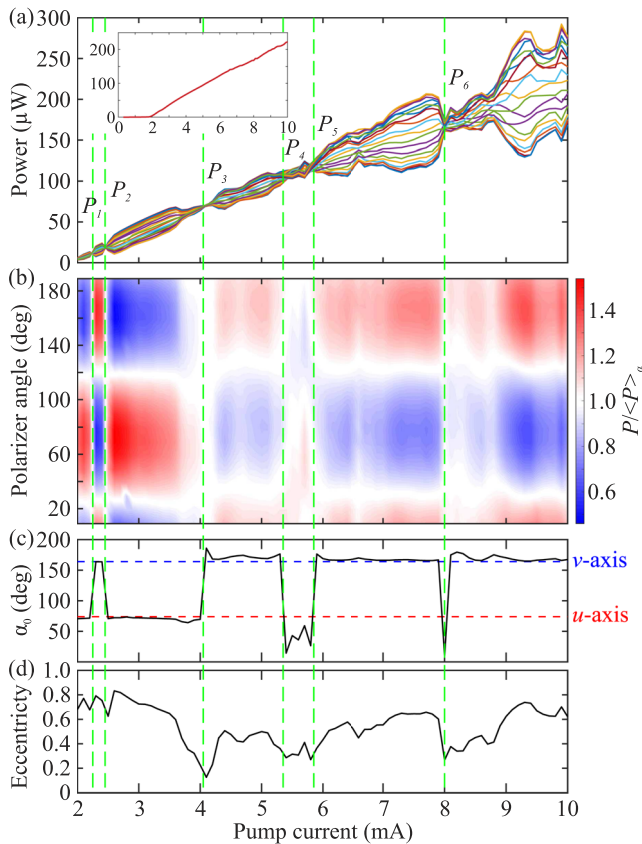 (a)
300
250
200
150
100
50
0
Power (µW)
200
100
0
0 2 4 6 8 10
P1
P2
P3
P4
P5
P6
(b)
180
140
100
60
20
Polarizer angle (deg)
1.4
1.2
1.0
0.8
0.6
P/<P>α
(c)
200
150
100
50
0
α0 (deg)
v-axis
u-axis
(d)
1.0
0.8
0.6
0.4
0.2
0
Eccentricty
2 3 4 5 6 7 8 9 10
Pump current (mA)